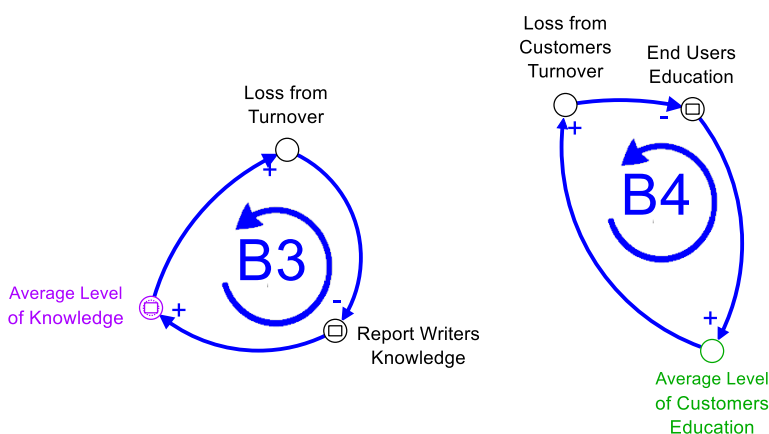 Loss from
Turnover
+
B3
Average Level
of Knowledge
+
-
Report Writers
Knowledge
Loss from
Customers
Turnover
End Users
Education
+
-
B4
+
Average Level
of Customers
Education